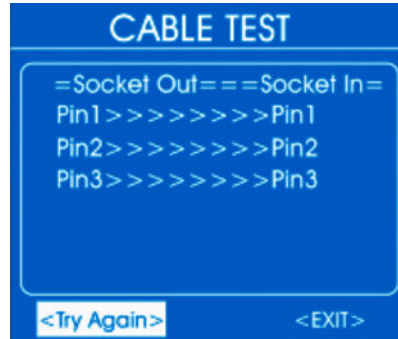 CABLE TEST
=Socket Out===Socket In=
Pin1>>>>>>>>Pin1
Pin2>>>>>>>>Pin2
Pin3>>>>>>>>Pin3
<Try Again> <EXIT>